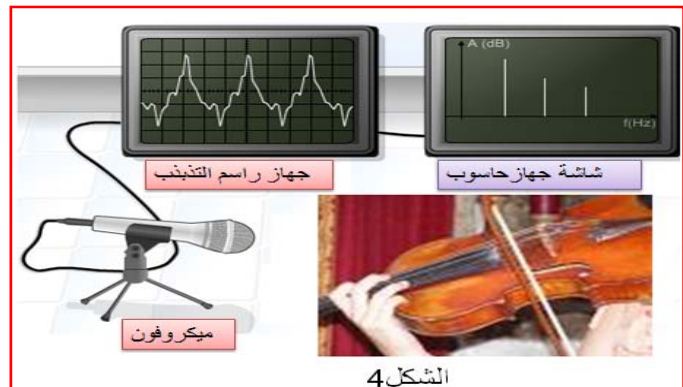 A (dB)
f(Hz)
جهاز راسم التذبذب
شاشة جهازحاسوب
ميكروفون
الشكل4